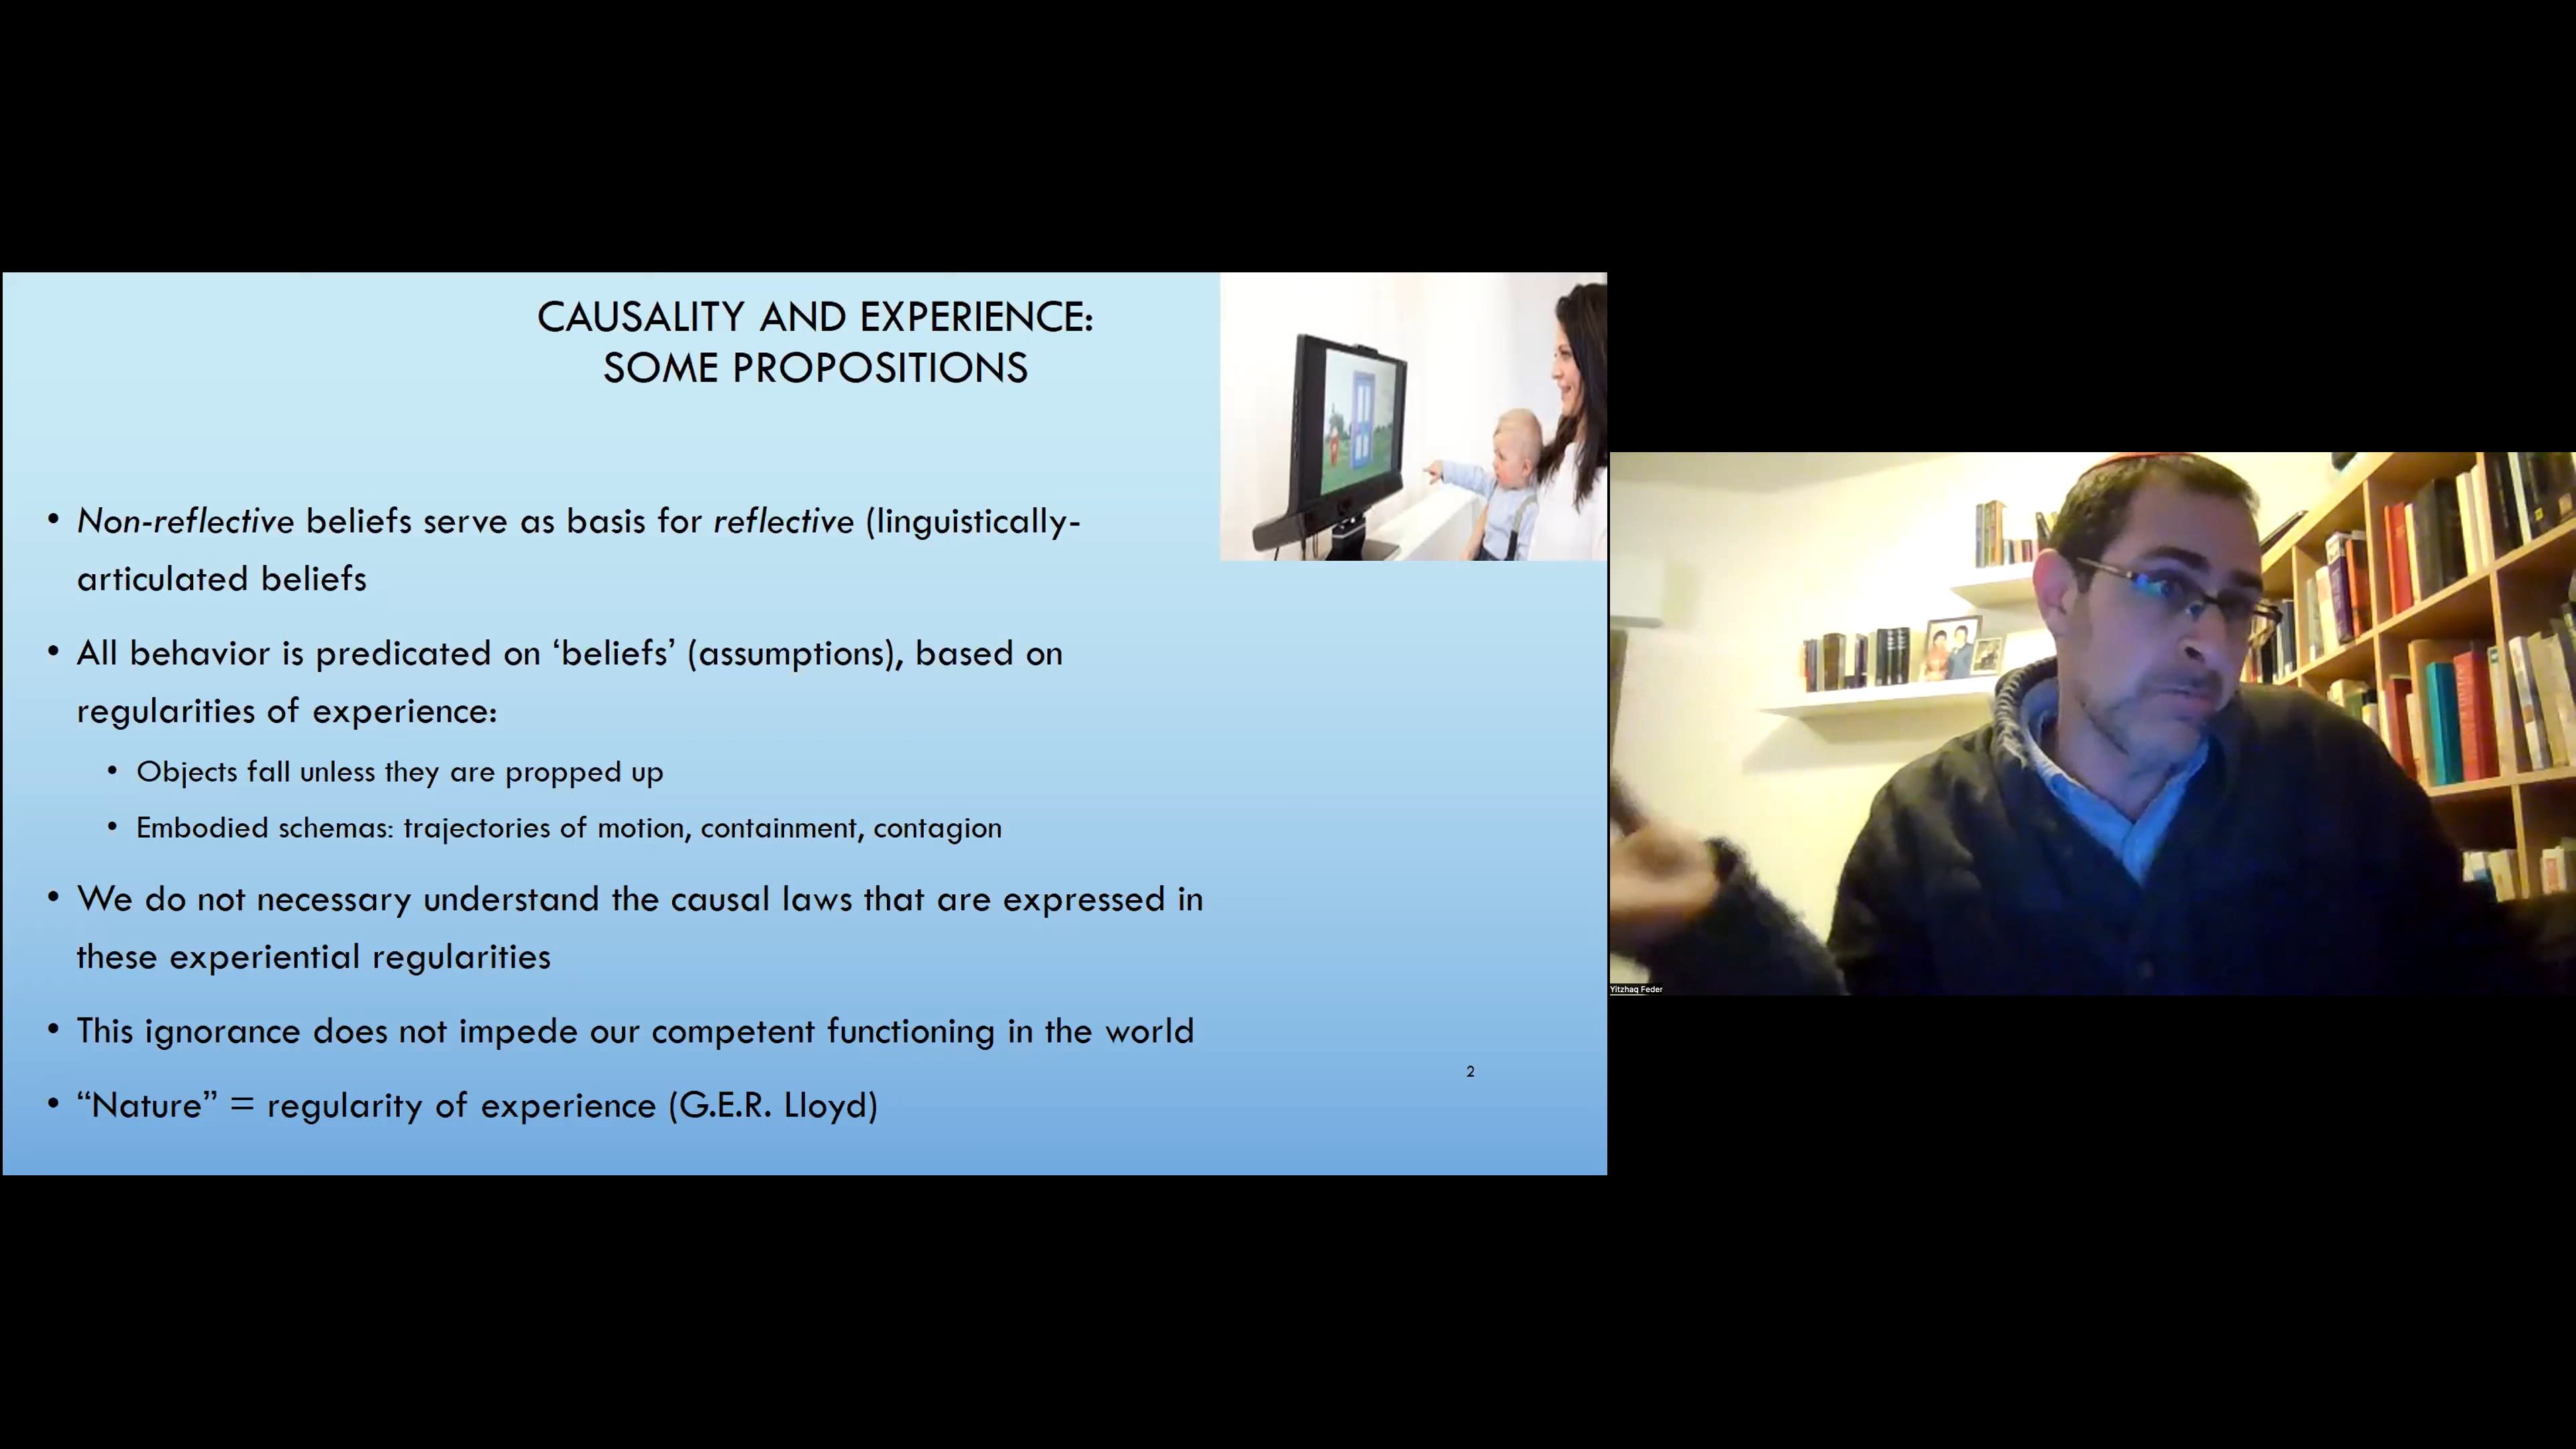 CAUSALITY AND EXPERIENCE:
SOME PROPOSITIONS
• Non-reflective beliefs serve as basis for reflective (linguistically-
articulated beliefs
• All behavior is predicated on ‘beliefs’ (assumptions), based on
regularities of experience:
• Objects fall unless they are propped up
• Embodied schemas: trajectories of motion, containment, contagion
• We do not necessary understand the causal laws that are expressed in
these experiential regularities
• This ignorance does not impede our competent functioning in the world
• “Nature” = regularity of experience (G.E.R. Lloyd)
2
Yitzhaq Feder